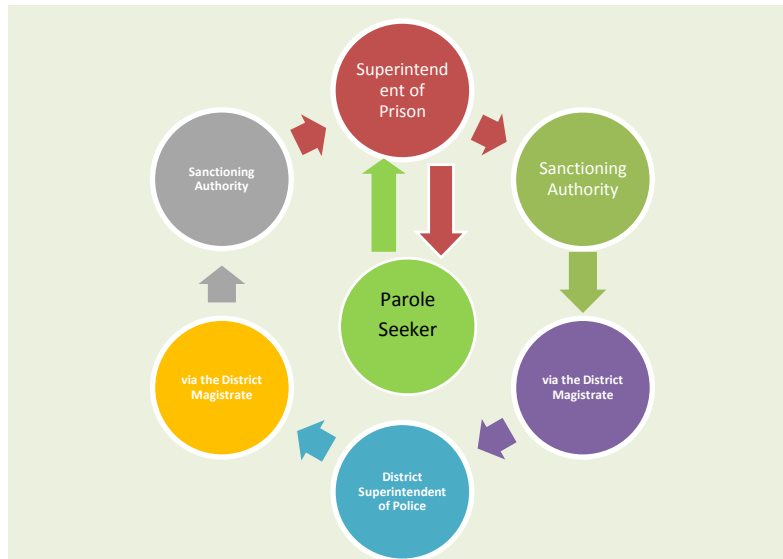 Superintend
ent of
Prison
Sanctioning
Authority
Sanctioning
Authority
Parole
Seeker
via the District
Magistrate
via the District
Magistrate
District
Superintendent
of Police